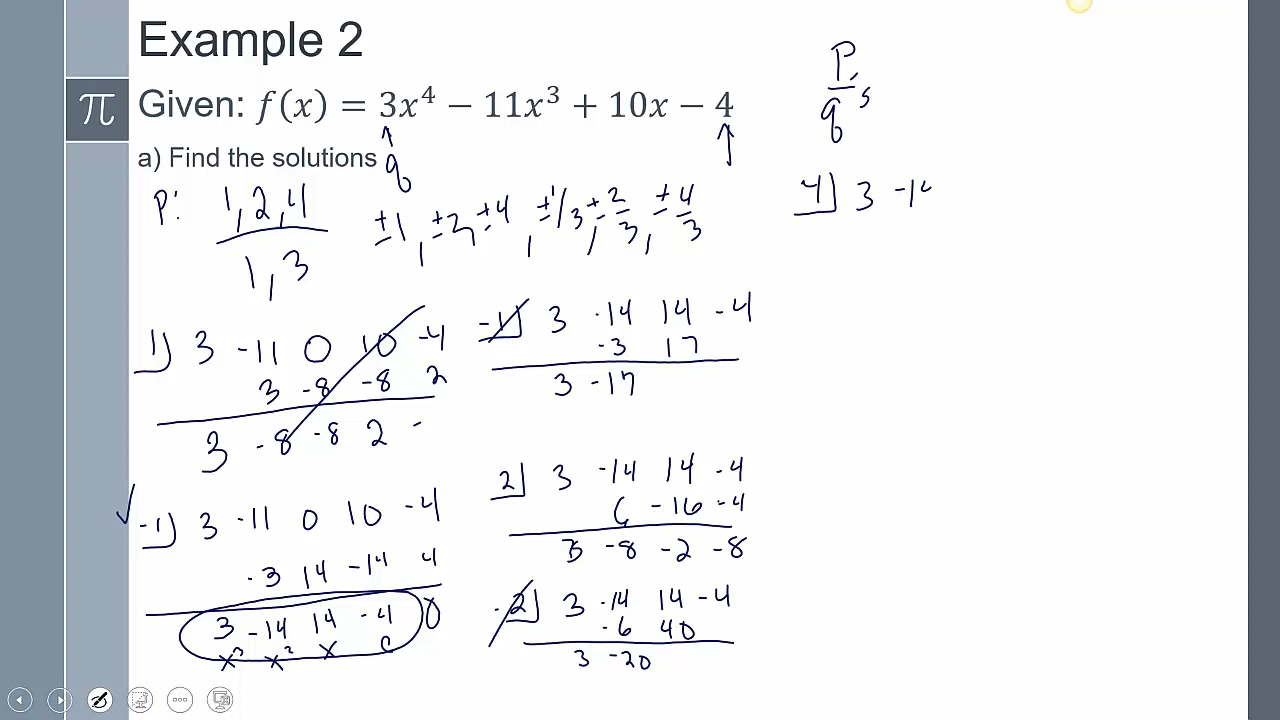 Example 2
π
Given: f(x) = 3x⁴ − 11x³ + 10x − 4
a) Find the solutions
q
P/q's
P: 1, 2, 4 / 1, 3
±1, ±2, ±4, ±1/3, ±2/3, ±4/3
1) 3 -11 0 10 -4
3 -8 -8 2
3 -8 -8 2 -
✓ -1) 3 -11 0 10 -4
-3 14 -14 4
3 -14 14 -4 0
x³ x² x C
-1) 3 -14 14 -4
-3 17
3 -17
2) 3 -14 14 -4
6 -16 -4
3 -8 -2 -8
-2) 3 -14 14 -4
-6 40
3 -20
4) 3 -14